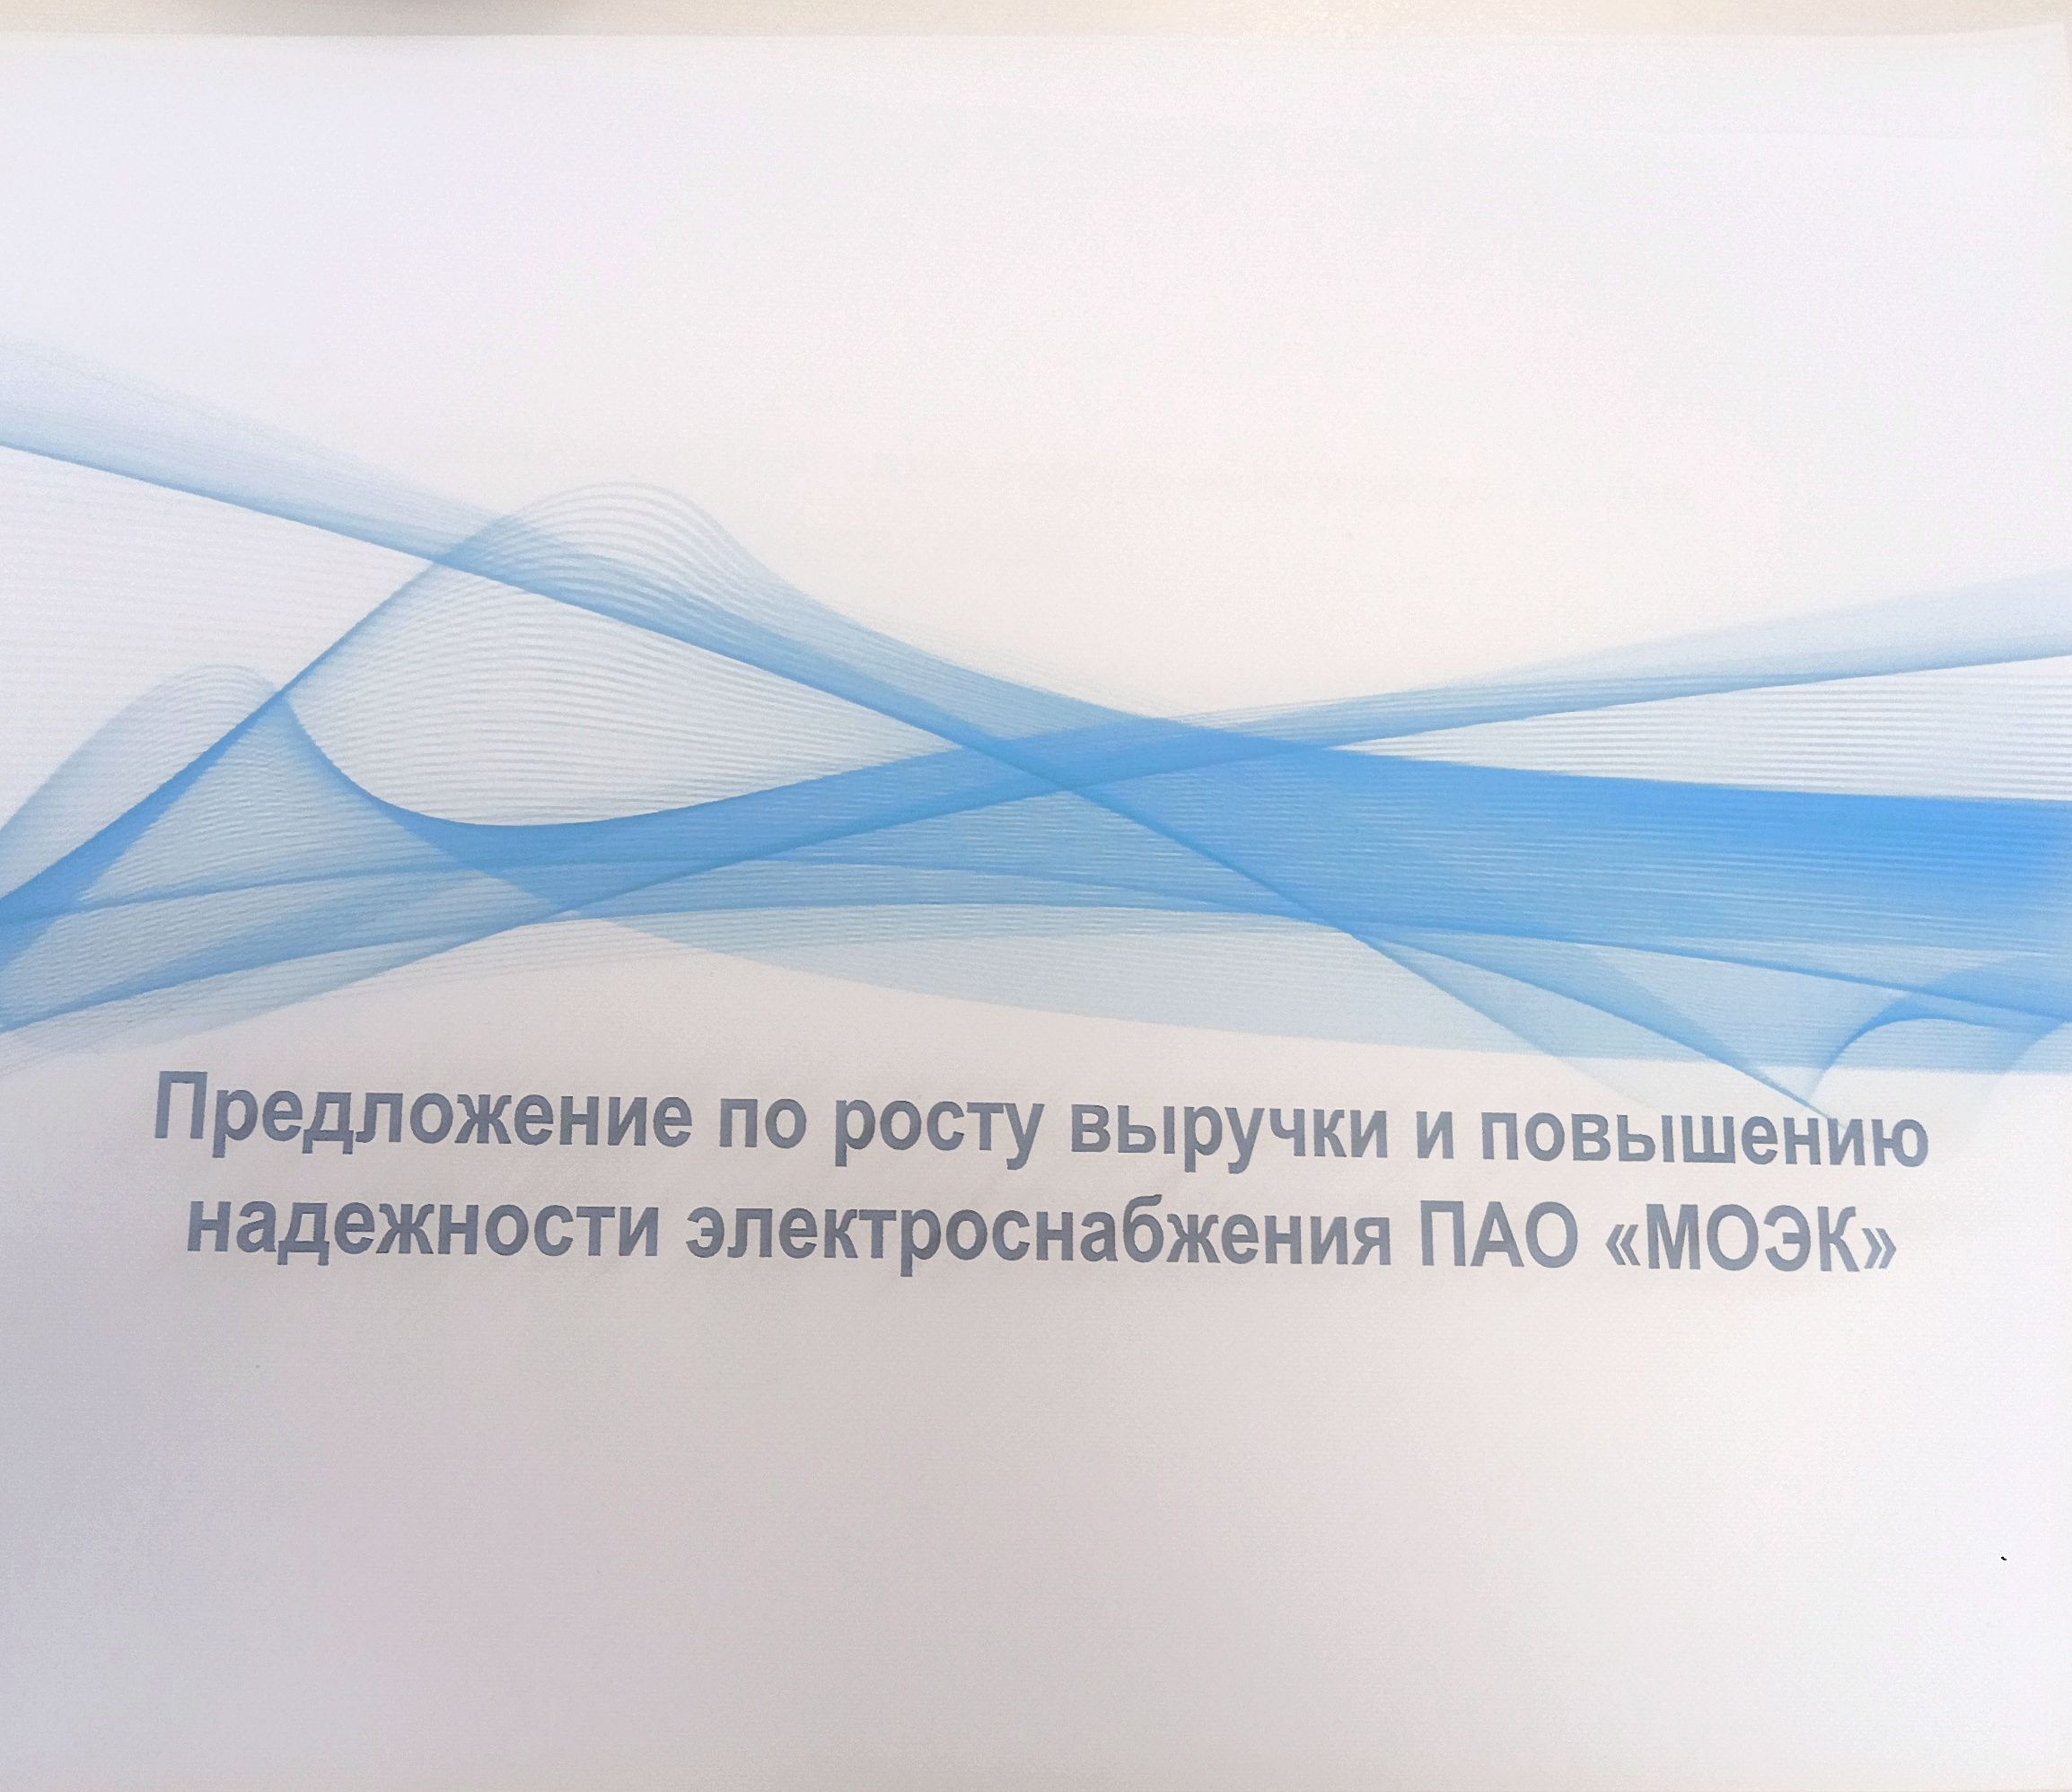 Предложение по росту выручки и повышению
надежности электроснабжения ПАО «МОЭК»